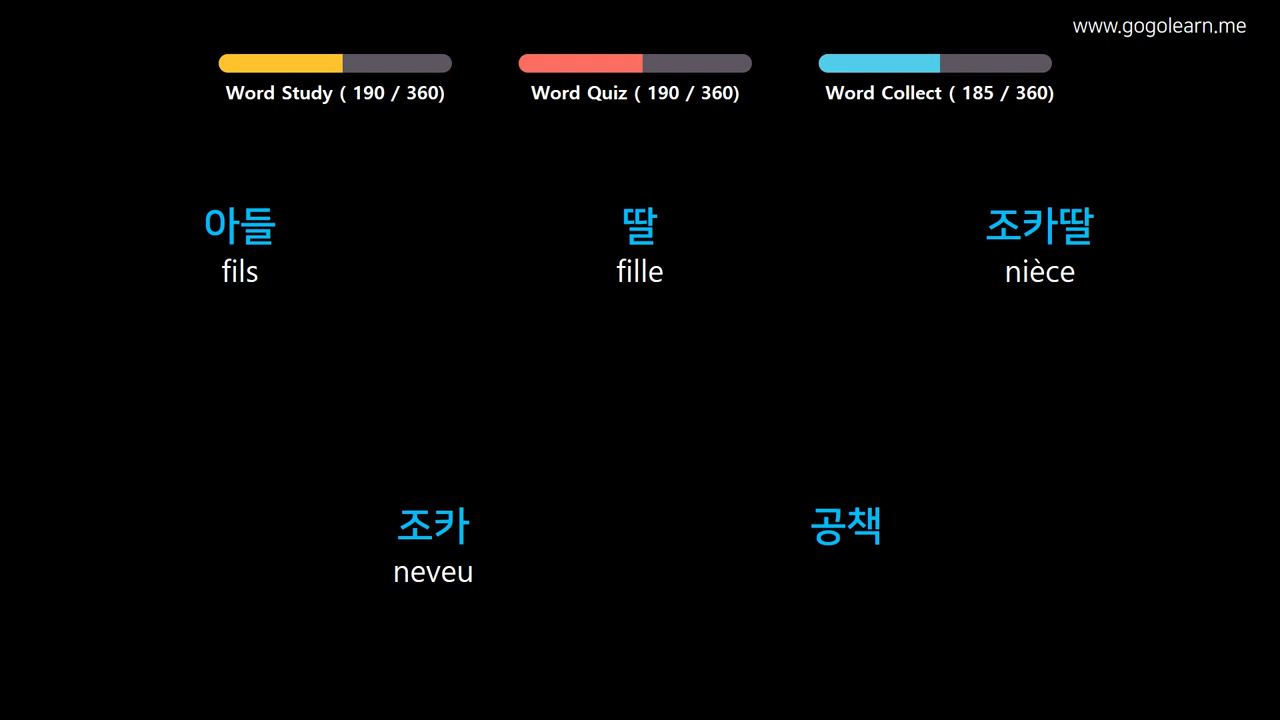 www.gogolearn.me
Word Study ( 190 / 360)
Word Quiz ( 190 / 360)
Word Collect ( 185 / 360)
아들
fils
딸
fille
조카딸
nièce
조카
neveu
공책